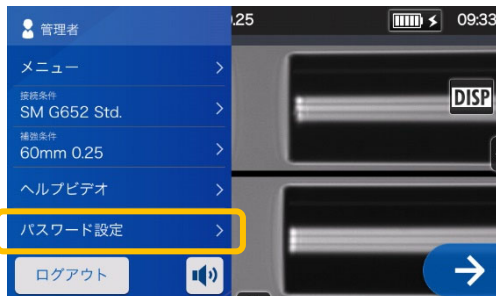 管理者
.25
09:33
メニュー
接続条件
SM G652 Std.
DISP
補強条件
60mm 0.25
ヘルプビデオ
パスワード設定
ログアウト